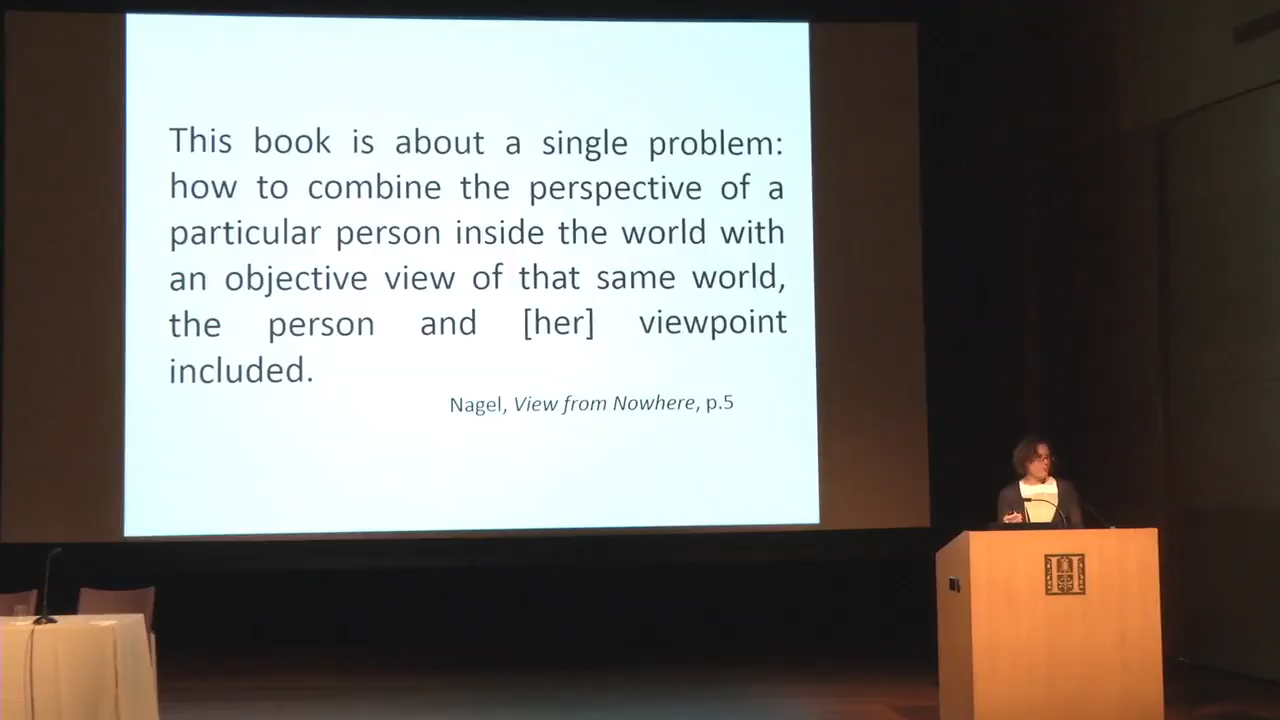 This book is about a single problem:
how to combine the perspective of a
particular person inside the world with
an objective view of that same world,
the person and [her] viewpoint
included.
Nagel, View from Nowhere, p.5